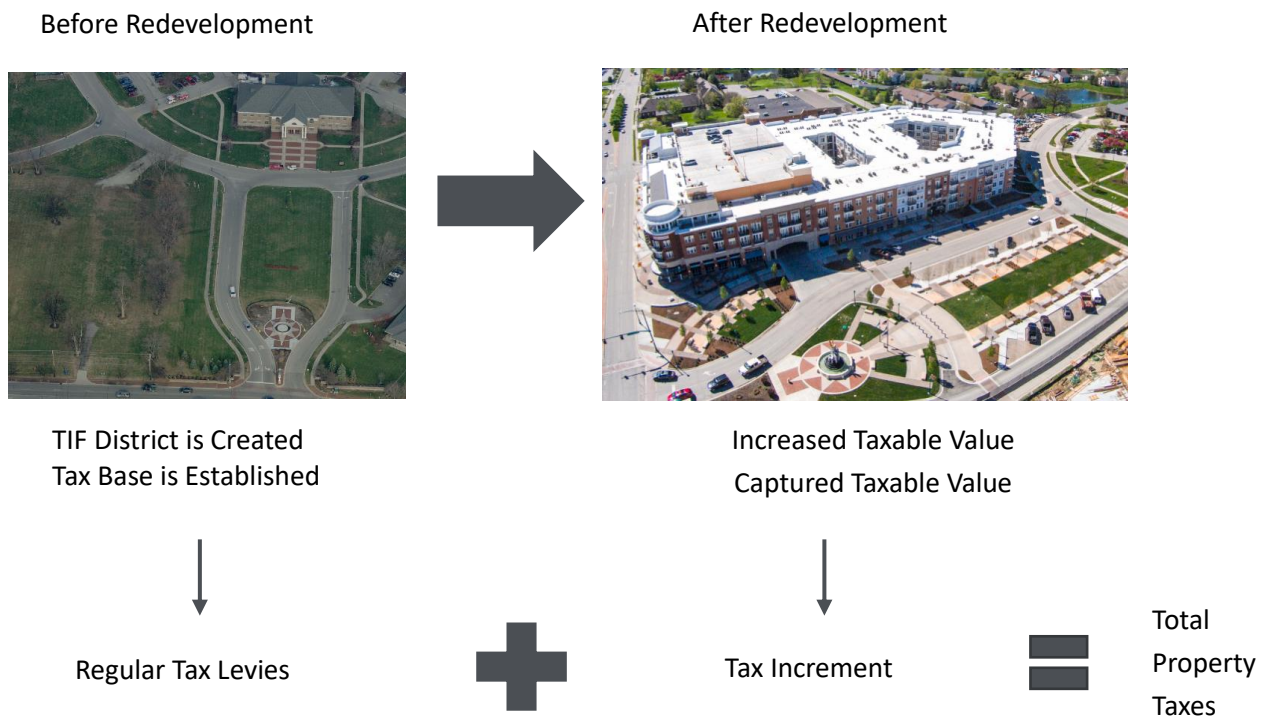 Before Redevelopment
After Redevelopment
TIF District is Created
Tax Base is Established
Increased Taxable Value
Captured Taxable Value
Regular Tax Levies
Tax Increment
Total
Property
Taxes